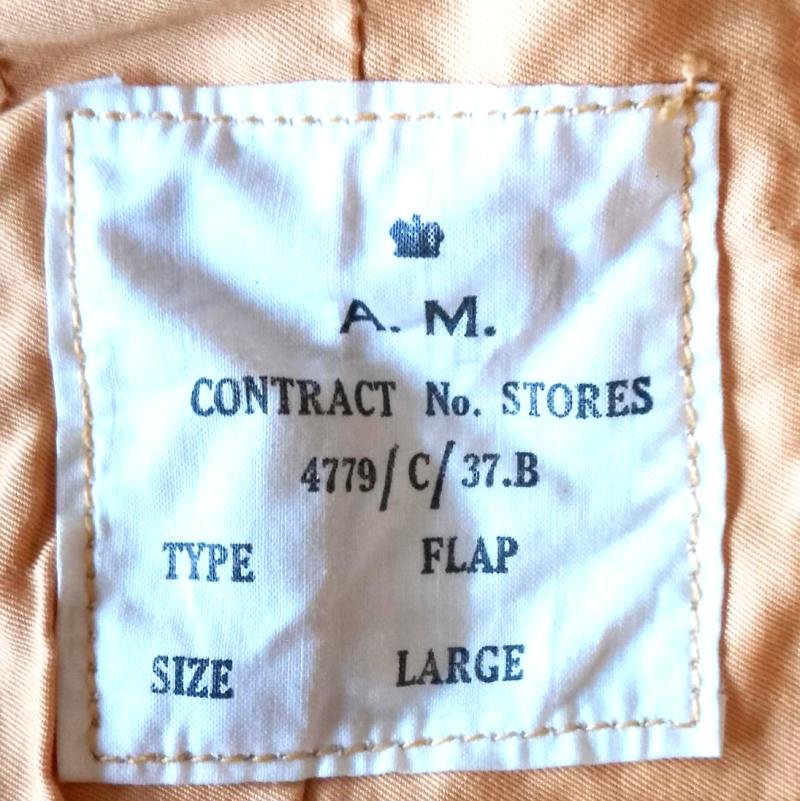 A. M.
CONTRACT No. STORES
4779/C/37.B
TYPE FLAP
SIZE LARGE